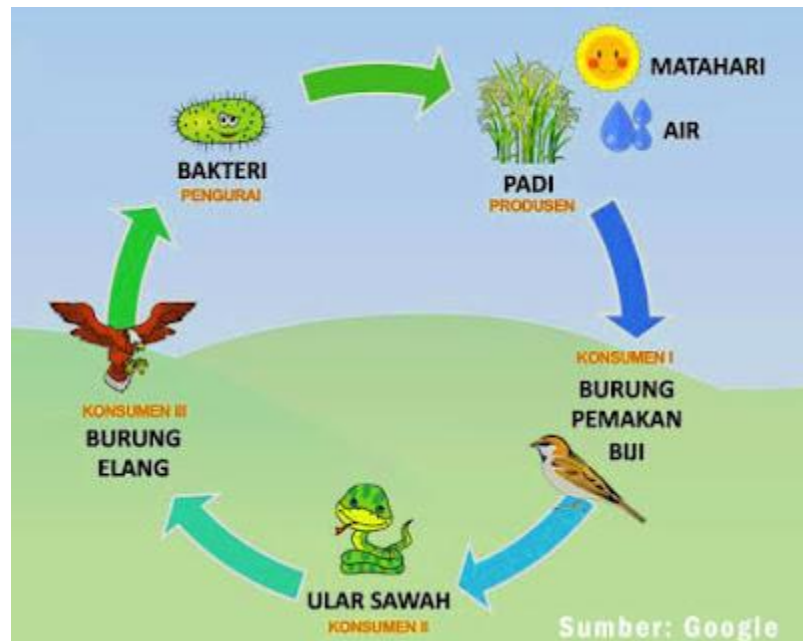 MATAHARI
AIR
BAKTERI
PENGURAI
PADI
PRODUSEN
KONSUMEN I
BURUNG
PEMAKAN
BIJI
KONSUMEN III
BURUNG
ELANG
ULAR SAWAH
KONSUMEN II
Sumber: Google